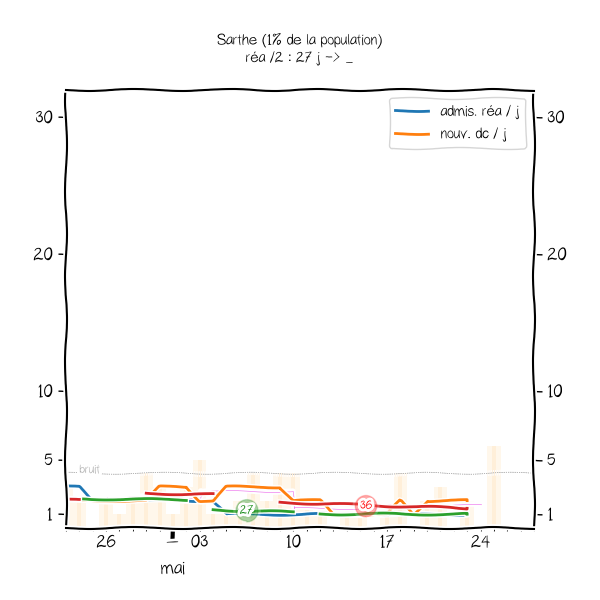 Sarthe (1% de la population)
réa /2 : 27 j -> _
admis. réa / j
nouv. dc / j
30 30
20 20
10 10
5 5
bruit
1 1
27
36
26 03 10 17 24
mai